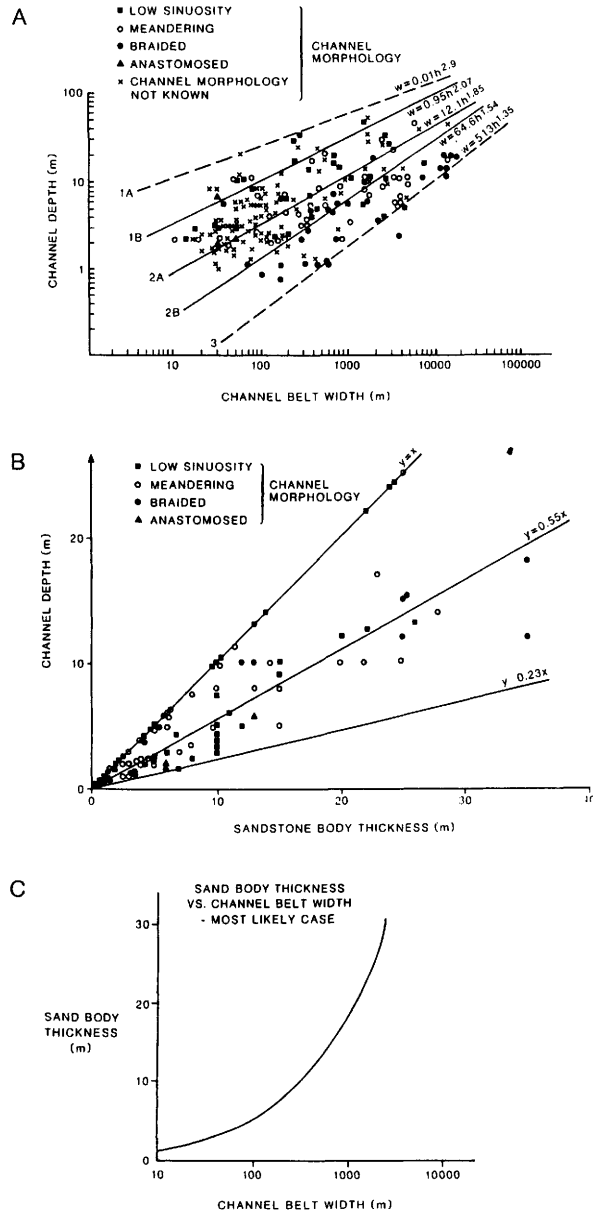 A
LOW SINUOSITY
MEANDERING
BRAIDED
ANASTOMOSED
CHANNEL MORPHOLOGY
NOT KNOWN
CHANNEL
MORPHOLOGY
w=0.01h2.9
w=0.95h2.07
w=12.1h1.85
w=64.6h1.54
w=513h1.35
100
10
1
CHANNEL DEPTH (m)
1A
1B
2A
2B
3
10
100
1000
10000
100000
CHANNEL BELT WIDTH (m)
B
LOW SINUOSITY
MEANDERING
BRAIDED
ANASTOMOSED
CHANNEL
MORPHOLOGY
y=x
y=0.55x
y 0.23x
20
10
0
CHANNEL DEPTH (m)
0
10
20
30
SANDSTONE BODY THICKNESS (m)
C
SAND BODY THICKNESS
VS. CHANNEL BELT WIDTH
- MOST LIKELY CASE
30
20
10
0
SAND BODY
THICKNESS
(m)
10
100
1000
10000
CHANNEL BELT WIDTH (m)